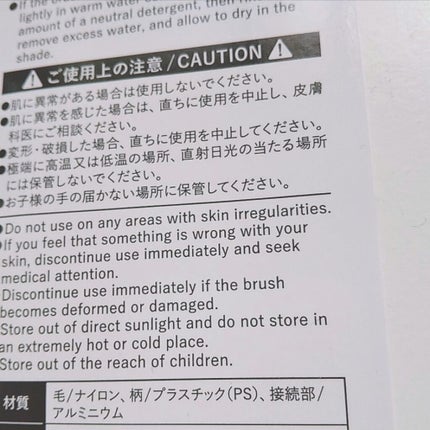 lightly in warm water
amount of a neutral detergent, then
remove excess water, and allow to dry in the
shade.
ご使用上の注意/CAUTION
●肌に異常がある場合は使用しないでください。
●肌に異常を感じた場合は、直ちに使用を中止し、皮膚
科医にご相談ください。
●変形・破損した場合、直ちに使用を中止してください。
●極端に高温又は低温の場所、直射日光の当たる場所
には保管しないでください。
●お子様の手の届かない場所に保管してください。
●Do not use on any areas with skin irregularities.
●If you feel that something is wrong with your
skin, discontinue use immediately and seek
medical attention.
Discontinue use immediately if the brush
becomes deformed or damaged.
Store out of direct sunlight and do not store in
an extremely hot or cold place.
Store out of the reach of children.
材質 毛/ナイロン、柄/プラスチック(PS)、接続部/
アルミニウム